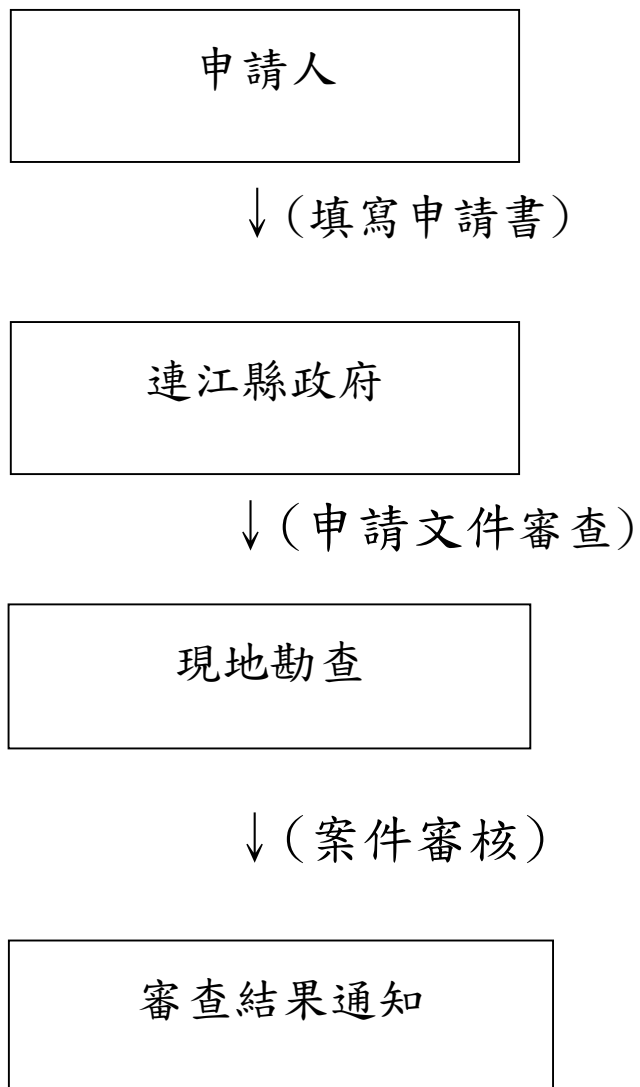 申請人
↓(填寫申請書)
連江縣政府
↓(申請文件審查)
現地勘查
↓(案件審核)
審查結果通知